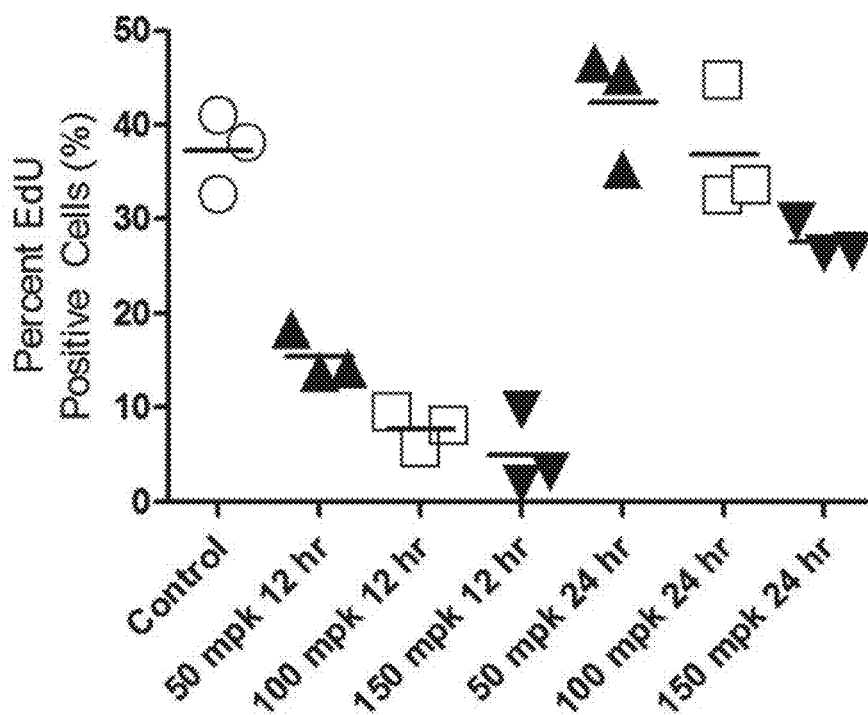 Percent EdU
Positive Cells (%)
50
40
30
20
10
0
Control
50 mpk 12 hr
100 mpk 12 hr
150 mpk 12 hr
50 mpk 24 hr
100 mpk 24 hr
150 mpk 24 hr